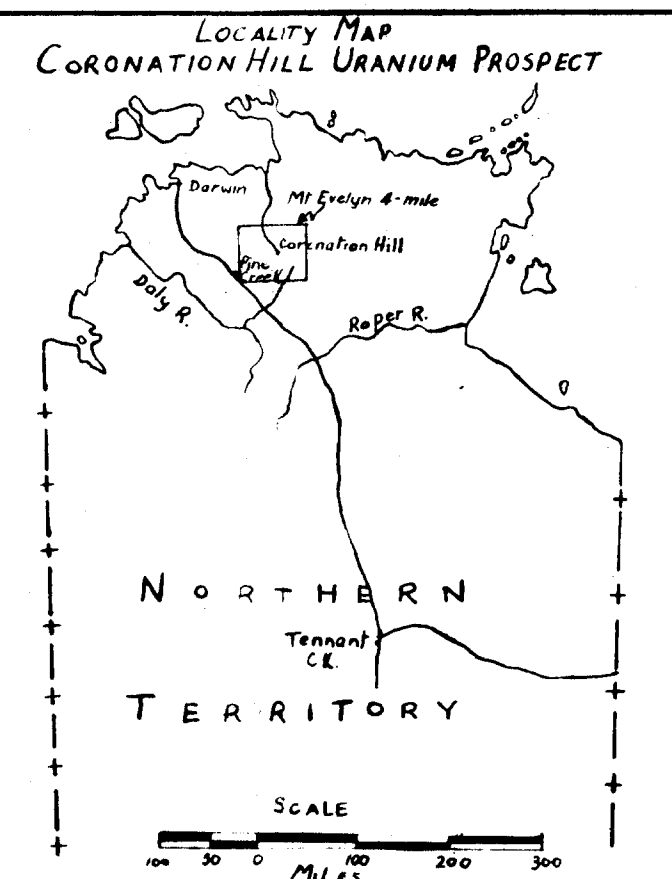 LOCALITY MAP
CORONATION HILL URANIUM PROSPECT
Darwin
Mt Evelyn 4-mile
Coronation Hill
Pine
Creek
Daly R.
Roper R.
NORTHERN
Tennant
CK.
TERRITORY
SCALE
100 50 0 100 200 300
MILES